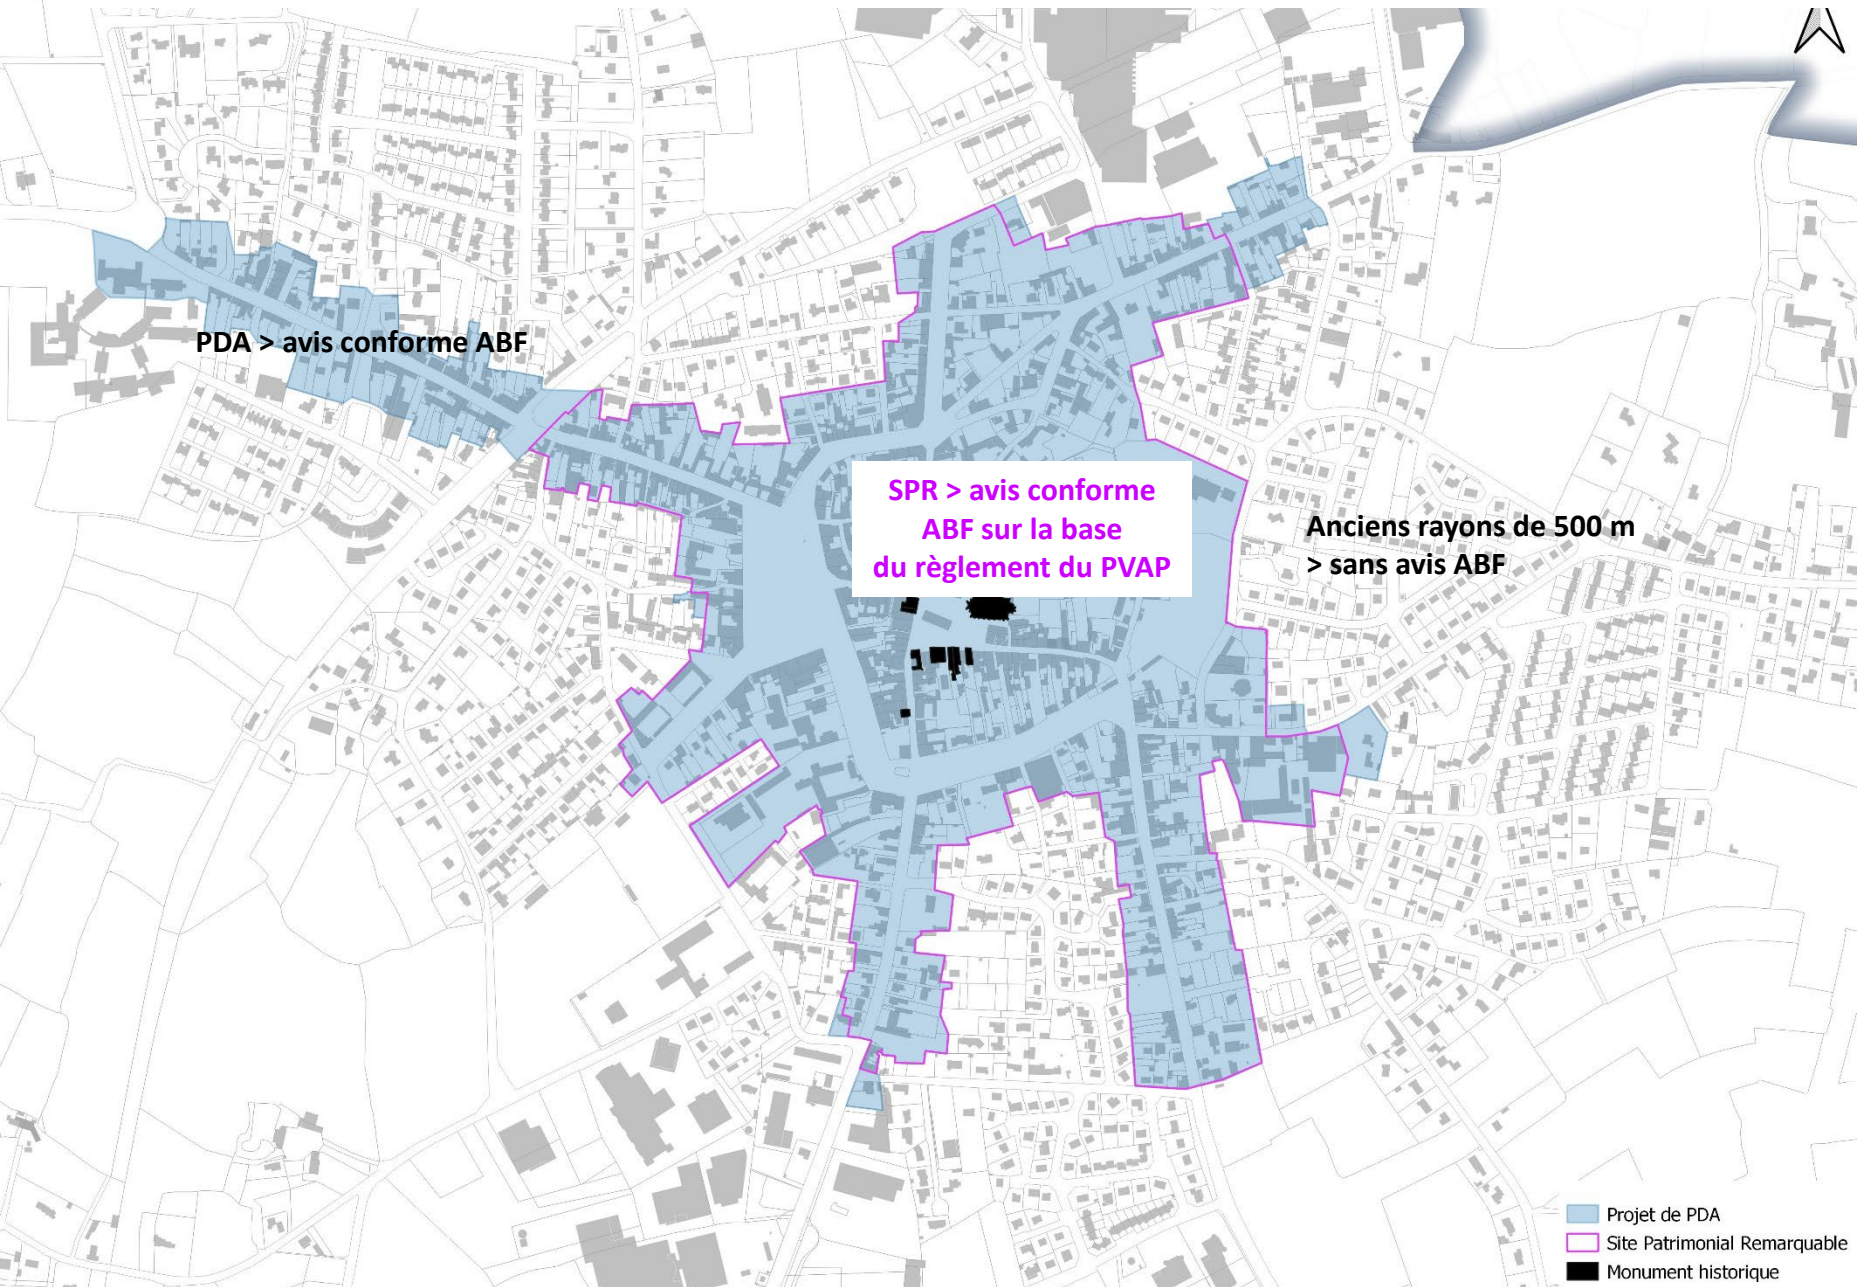 PDA > avis conforme ABF
SPR > avis conforme
ABF sur la base
du règlement du PVAP
Anciens rayons de 500 m
> sans avis ABF
Projet de PDA
Site Patrimonial Remarquable
Monument historique